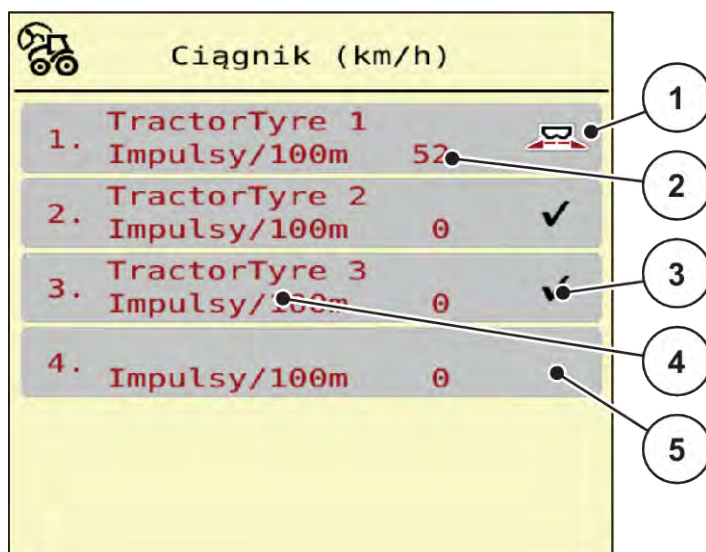 Ciągnik (km/h)
1. TractorTyre 1
Impulsy/100m 52
2. TractorTyre 2
Impulsy/100m 0
3. TractorTyre 3
Impulsy/100m 0
4.
Impulsy/100m 0
1
2
3
4
5